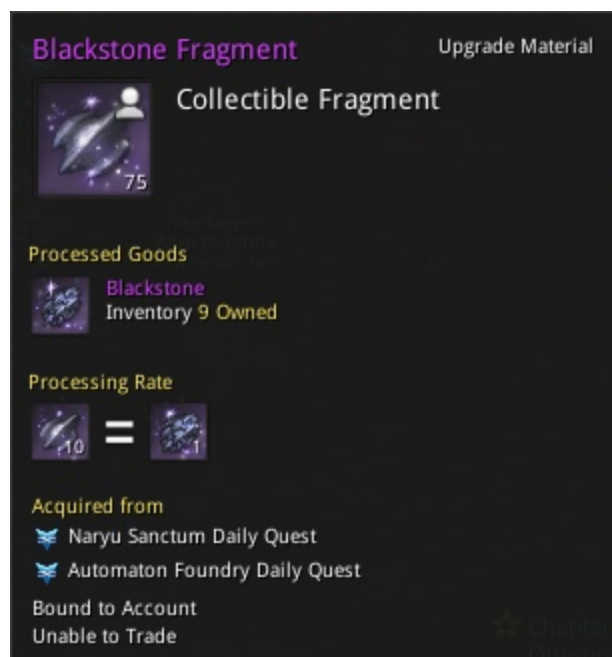 Blackstone Fragment
Upgrade Material
Collectible Fragment
75
Processed Goods
Blackstone
Inventory 9 Owned
Processing Rate
10 = 1
Acquired from
Naryu Sanctum Daily Quest
Automaton Foundry Daily Quest
Bound to Account
Unable to Trade
Chapter